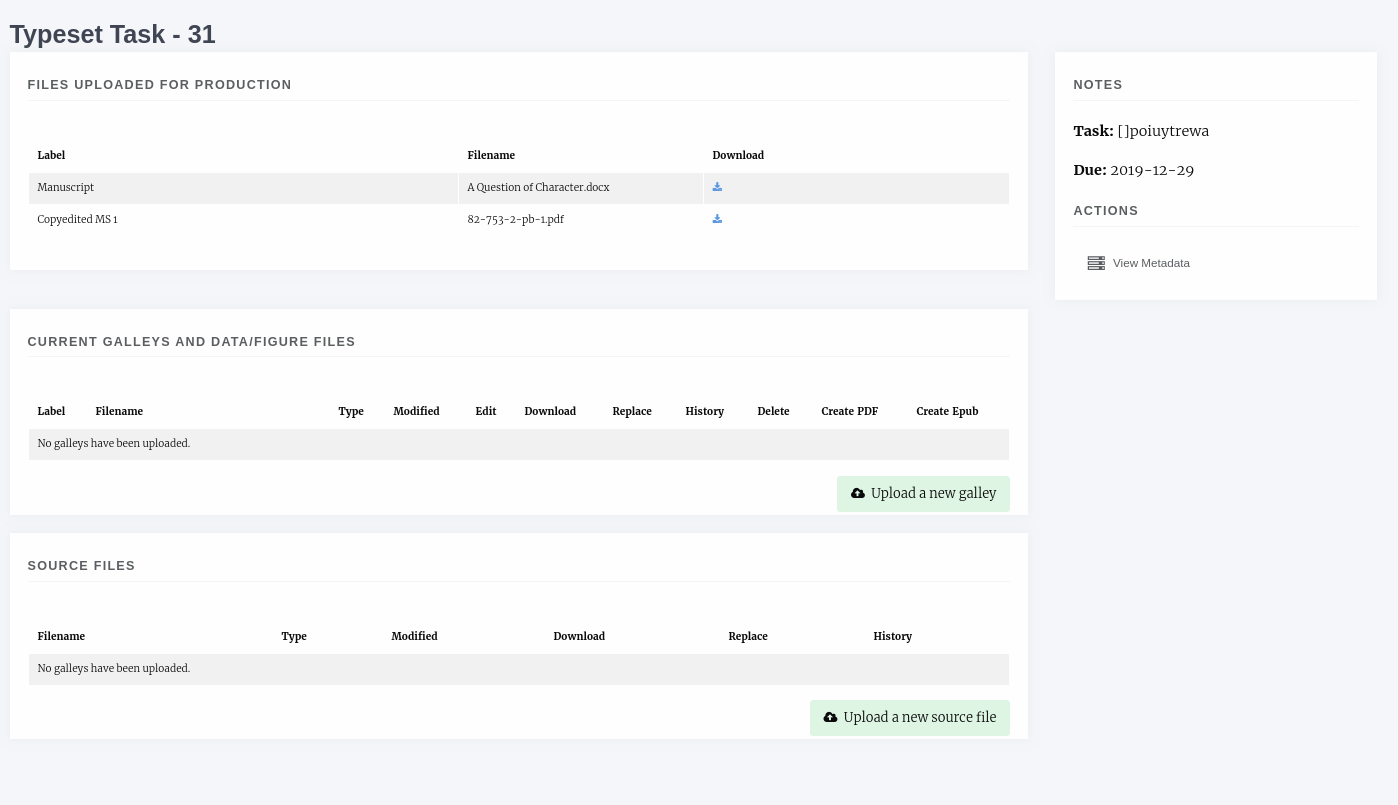 Typeset Task - 31
FILES UPLOADED FOR PRODUCTION
Label Filename Download
Manuscript A Question of Character.docx
Copyedited MS 1 82-753-2-pb-1.pdf
NOTES
Task: []poiuytrewa
Due: 2019-12-29
ACTIONS
View Metadata
CURRENT GALLEYS AND DATA/FIGURE FILES
Label Filename Type Modified Edit Download Replace History Delete Create PDF Create Epub
No galleys have been uploaded.
Upload a new galley
SOURCE FILES
Filename Type Modified Download Replace History
No galleys have been uploaded.
Upload a new source file